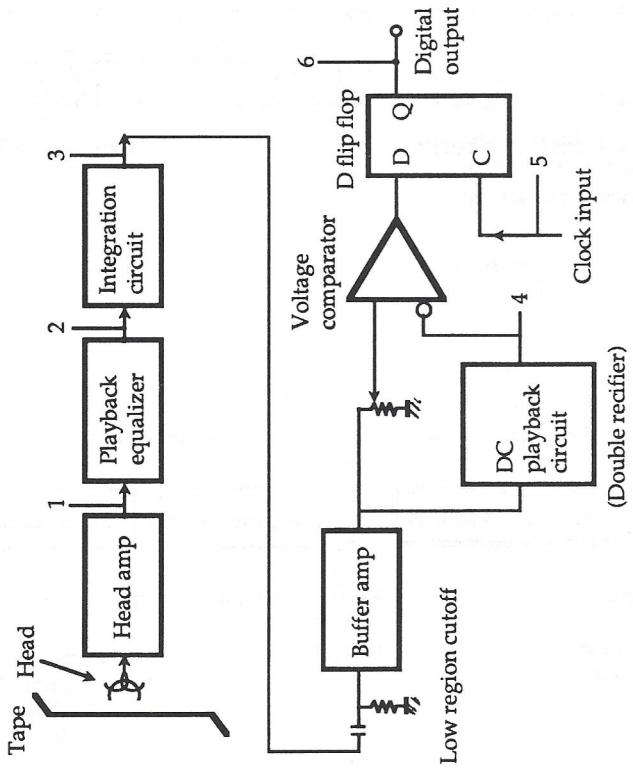 Tape
Head
Head amp
1
Playback
equalizer
2
Integration
circuit
3
Low region cutoff
Buffer amp
DC
playback
circuit
(Double recifier)
4
Voltage
comparator
Clock input
5
D flip flop
D
Q
C
6
Digital
output